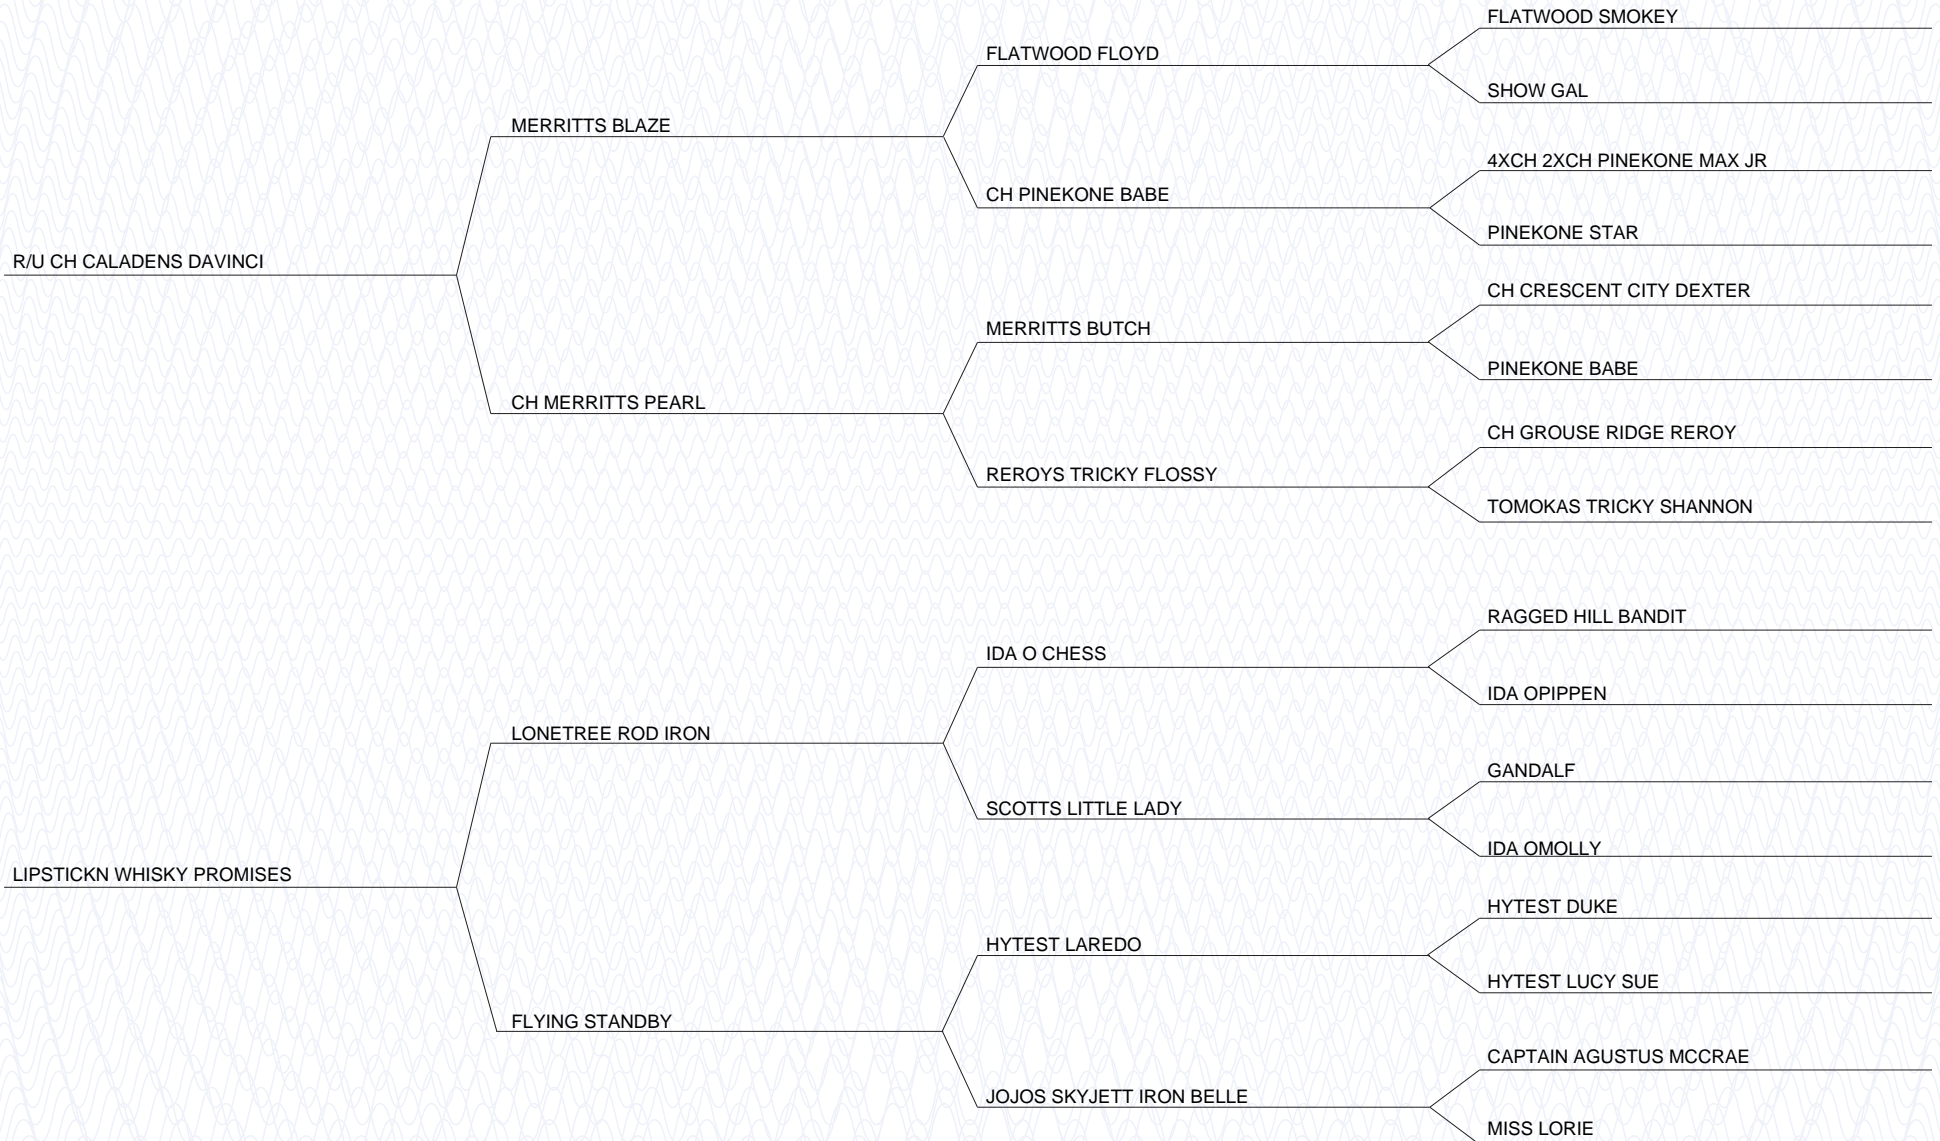 FLATWOOD SMOKEY
FLATWOOD FLOYD
SHOW GAL
MERRITTS BLAZE
4XCH 2XCH PINEKONE MAX JR
CH PINEKONE BABE
PINEKONE STAR
R/U CH CALADENS DAVINCI
CH CRESCENT CITY DEXTER
MERRITTS BUTCH
PINEKONE BABE
CH MERRITTS PEARL
CH GROUSE RIDGE REROY
REROYS TRICKY FLOSSY
TOMOKAS TRICKY SHANNON
RAGGED HILL BANDIT
IDA O CHESS
IDA OPIPPEN
LONETREE ROD IRON
GANDALF
SCOTTS LITTLE LADY
IDA OMOLLY
LIPSTICKN WHISKY PROMISES
HYTEST DUKE
HYTEST LAREDO
HYTEST LUCY SUE
FLYING STANDBY
CAPTAIN AGUSTUS MCCRAE
JOJOS SKYJETT IRON BELLE
MISS LORIE